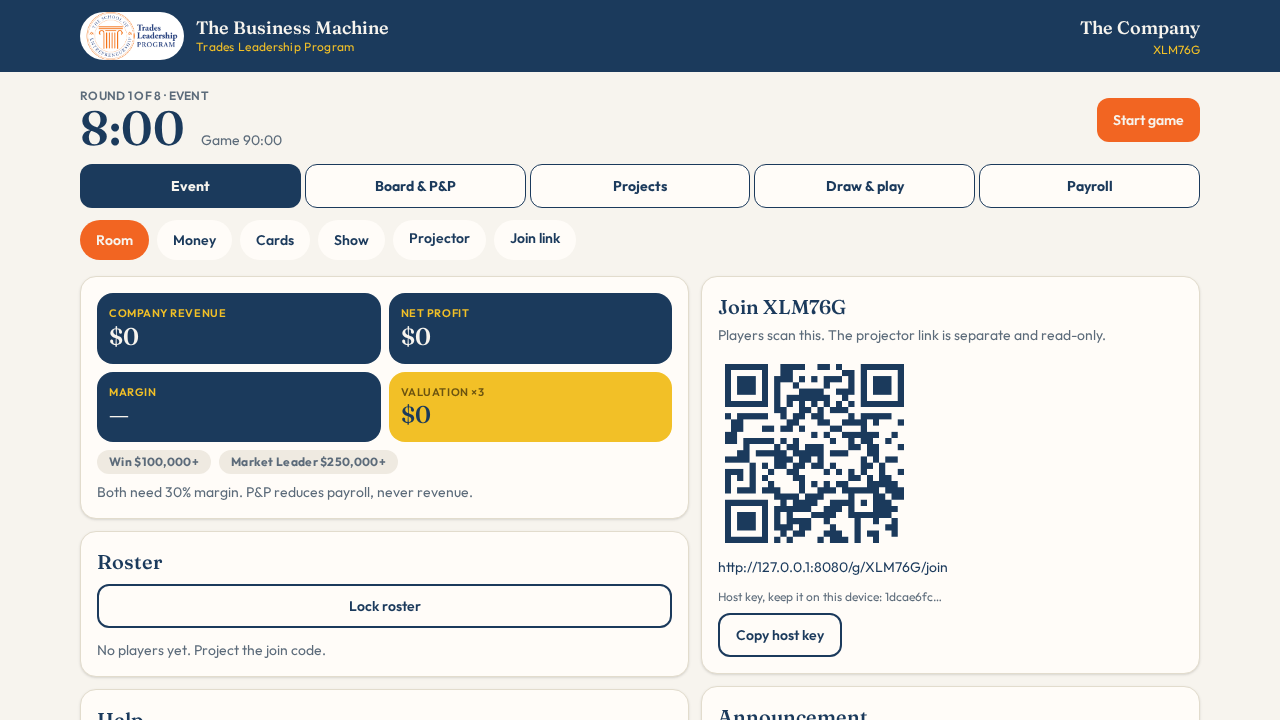 THE SCHOOL OF
ENTREPRENEURSHIP
Trades
Leadership
PROGRAM
The Business Machine
Trades Leadership Program
The Company
XLM76G
ROUND 1 OF 8 · EVENT
8:00
Game 90:00
Start game
Event
Board & P&P
Projects
Draw & play
Payroll
Room
Money
Cards
Show
Projector
Join link
COMPANY REVENUE
$0
NET PROFIT
$0
MARGIN
—
VALUATION ×3
$0
Win $100,000+
Market Leader $250,000+
Both need 30% margin. P&P reduces payroll, never revenue.
Roster
Lock roster
No players yet. Project the join code.
Help
Join XLM76G
Players scan this. The projector link is separate and read-only.
http://127.0.0.1:8080/g/XLM76G/join
Host key, keep it on this device: 1dcae6fc…
Copy host key
Announcement